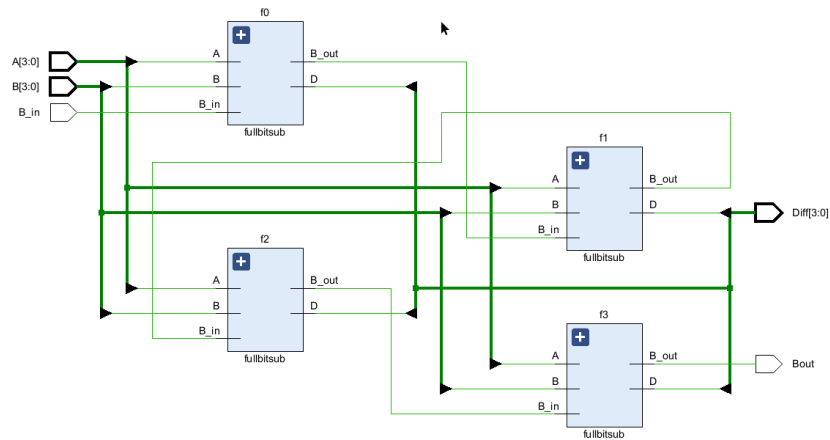 f0
A[3:0]
A
B_out
B[3:0]
B
D
B_in
B_in
fullbitsub
f1
A
B_out
B
D
Diff[3:0]
B_in
fullbitsub
f2
A
B_out
B
D
B_in
fullbitsub
f3
A
B_out
Bout
B
D
B_in
fullbitsub